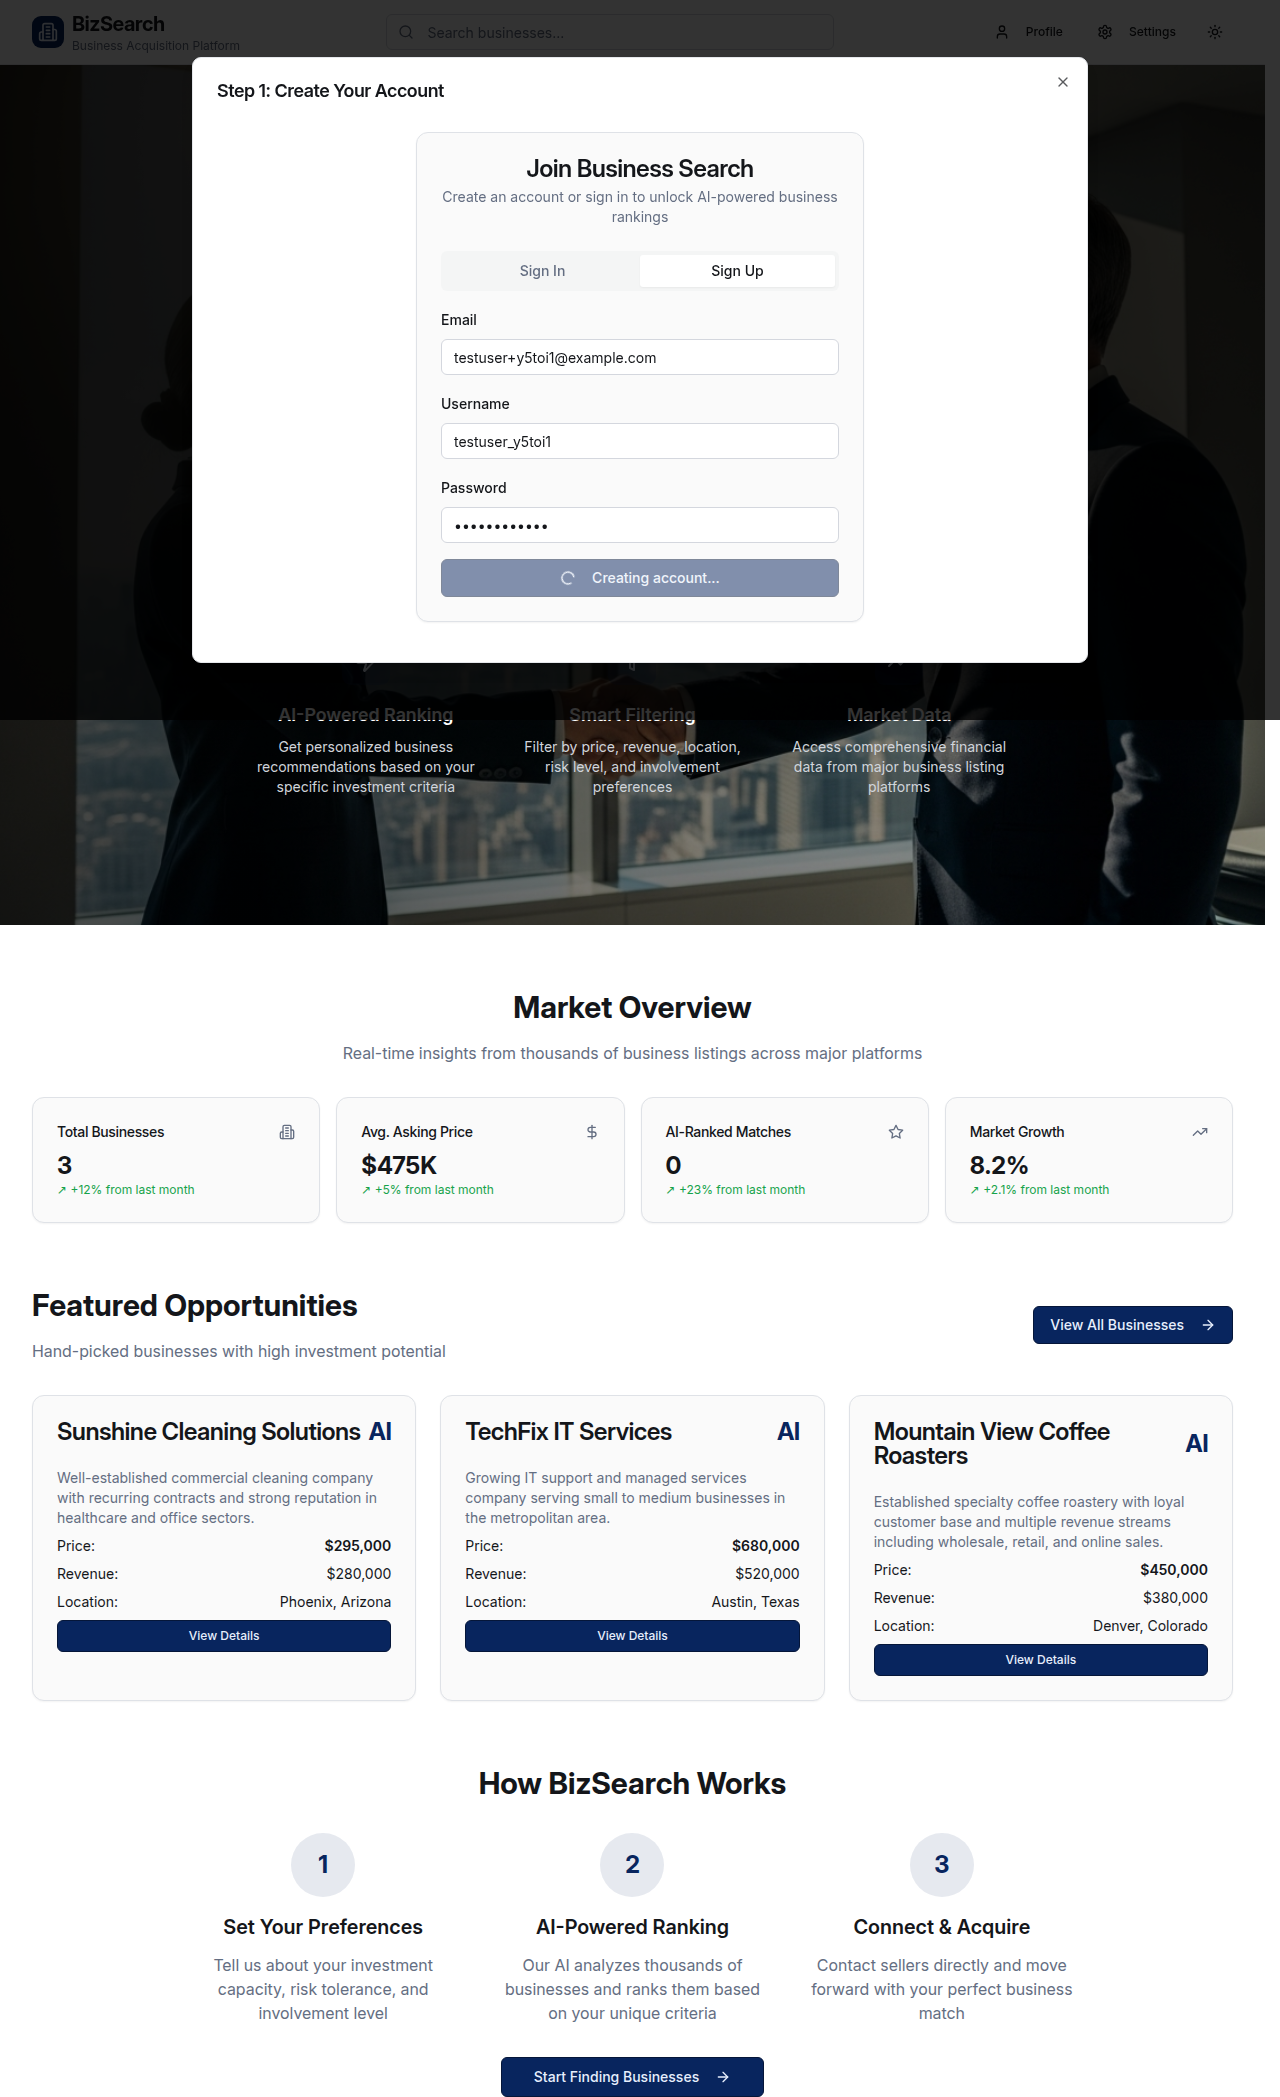 BizSearch
Business Acquisition Platform
Search businesses...
Profile
Settings
Step 1: Create Your Account
Join Business Search
Create an account or sign in to unlock AI-powered business
rankings
Sign In
Sign Up
Email
testuser+y5toi1@example.com
Username
testuser_y5toi1
Password
••••••••••••
Creating account...
AI-Powered Ranking
Get personalized business
recommendations based on your
specific investment criteria
Smart Filtering
Filter by price, revenue, location,
risk level, and involvement
preferences
Market Data
Access comprehensive financial
data from major business listing
platforms
Market Overview
Real-time insights from thousands of business listings across major platforms
Total Businesses
3
↗ +12% from last month
Avg. Asking Price
$475K
↗ +5% from last month
AI-Ranked Matches
0
↗ +23% from last month
Market Growth
8.2%
↗ +2.1% from last month
Featured Opportunities
Hand-picked businesses with high investment potential
View All Businesses
Sunshine Cleaning Solutions AI
Well-established commercial cleaning company
with recurring contracts and strong reputation in
healthcare and office sectors.
Price: $295,000
Revenue: $280,000
Location: Phoenix, Arizona
View Details
TechFix IT Services AI
Growing IT support and managed services
company serving small to medium businesses in
the metropolitan area.
Price: $680,000
Revenue: $520,000
Location: Austin, Texas
View Details
Mountain View Coffee
Roasters
AI
Established specialty coffee roastery with loyal
customer base and multiple revenue streams
including wholesale, retail, and online sales.
Price: $450,000
Revenue: $380,000
Location: Denver, Colorado
View Details
How BizSearch Works
1
Set Your Preferences
Tell us about your investment
capacity, risk tolerance, and
involvement level
2
AI-Powered Ranking
Our AI analyzes thousands of
businesses and ranks them based
on your unique criteria
3
Connect & Acquire
Contact sellers directly and move
forward with your perfect business
match
Start Finding Businesses